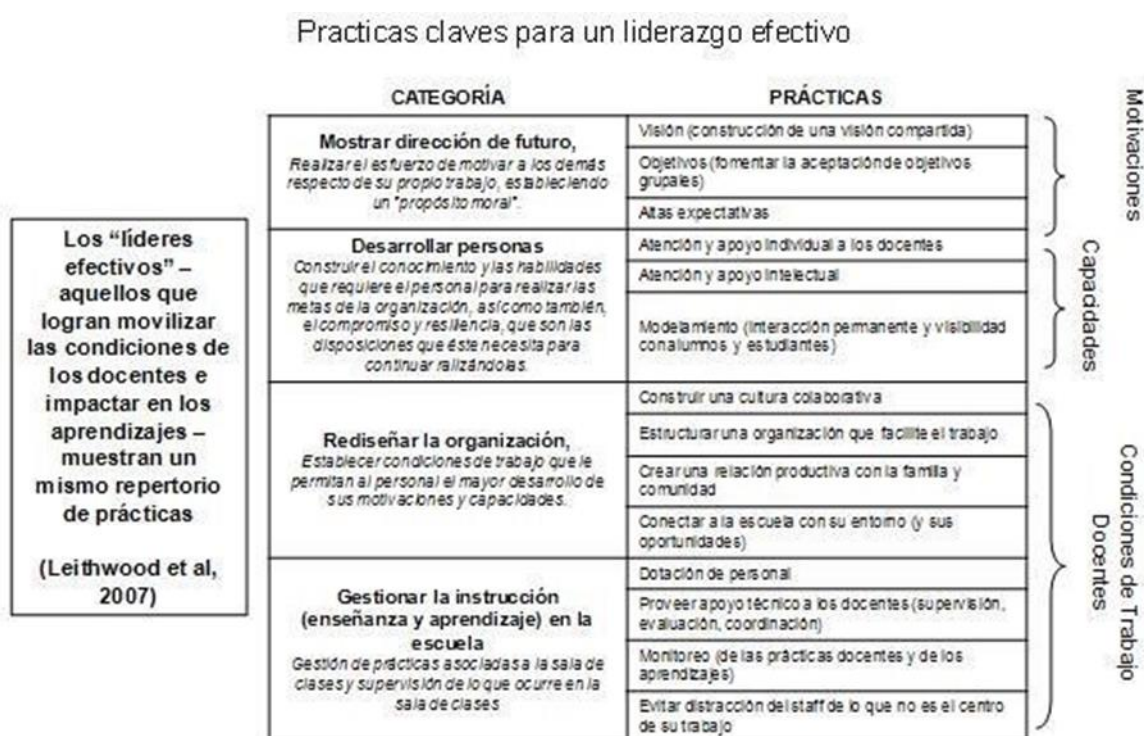 Practicas claves para un liderazgo efectivo
CATEGORÍA
PRÁCTICAS
Los “líderes
efectivos” –
aquellos que
logran movilizar
las condiciones de
los docentes e
impactar en los
aprendizajes –
muestran un
mismo repertorio
de prácticas
(Leithwood et al,
2007)
Mostrar dirección de futuro,
Realizar el esfuerzo de motivar a los demás
respecto de su propio trabajo, estableciendo
un "propósito moral".
Visión (construcción de una visión compartida)
Objetivos (fomentar la aceptación de objetivos
grupales)
Altas expectativas
Motivaciones
Desarrollar personas
Construir el conocimiento y las habilidades
que requiere el personal para realizar las
metas de la organización, así como también,
el compromiso y resiliencia, que son las
disposiciones que éste necesita para
continuar ralizándolas.
Atención y apoyo individual a los docentes
Atención y apoyo intelectual
Modelamiento (interacción permanente y visibilidad
con alumnos y estudiantes)
Capacidades
Rediseñar la organización,
Establecer condiciones de trabajo que le
permitan al personal el mayor desarrollo de
sus motivaciones y capacidades.
Construir una cultura colaborativa
Estructurar una organización que facilite el trabajo
Crear una relación productiva con la familia y
comunidad
Conectar a la escuela con su entorno (y sus
oportunidades)
Gestionar la instrucción
(enseñanza y aprendizaje) en la
escuela
Gestión de prácticas asociadas a la sala de
clases y supervisión de lo que ocurre en la
sala de clases
Dotación de personal
Proveer apoyo técnico a los docentes (supervisión,
evaluación, coordinación)
Monitoreo (de las prácticas docentes y de los
aprendizajes)
Evitar distracción del staff de lo que no es el centro
de su trabajo
Condiciones de Trabajo
Docentes